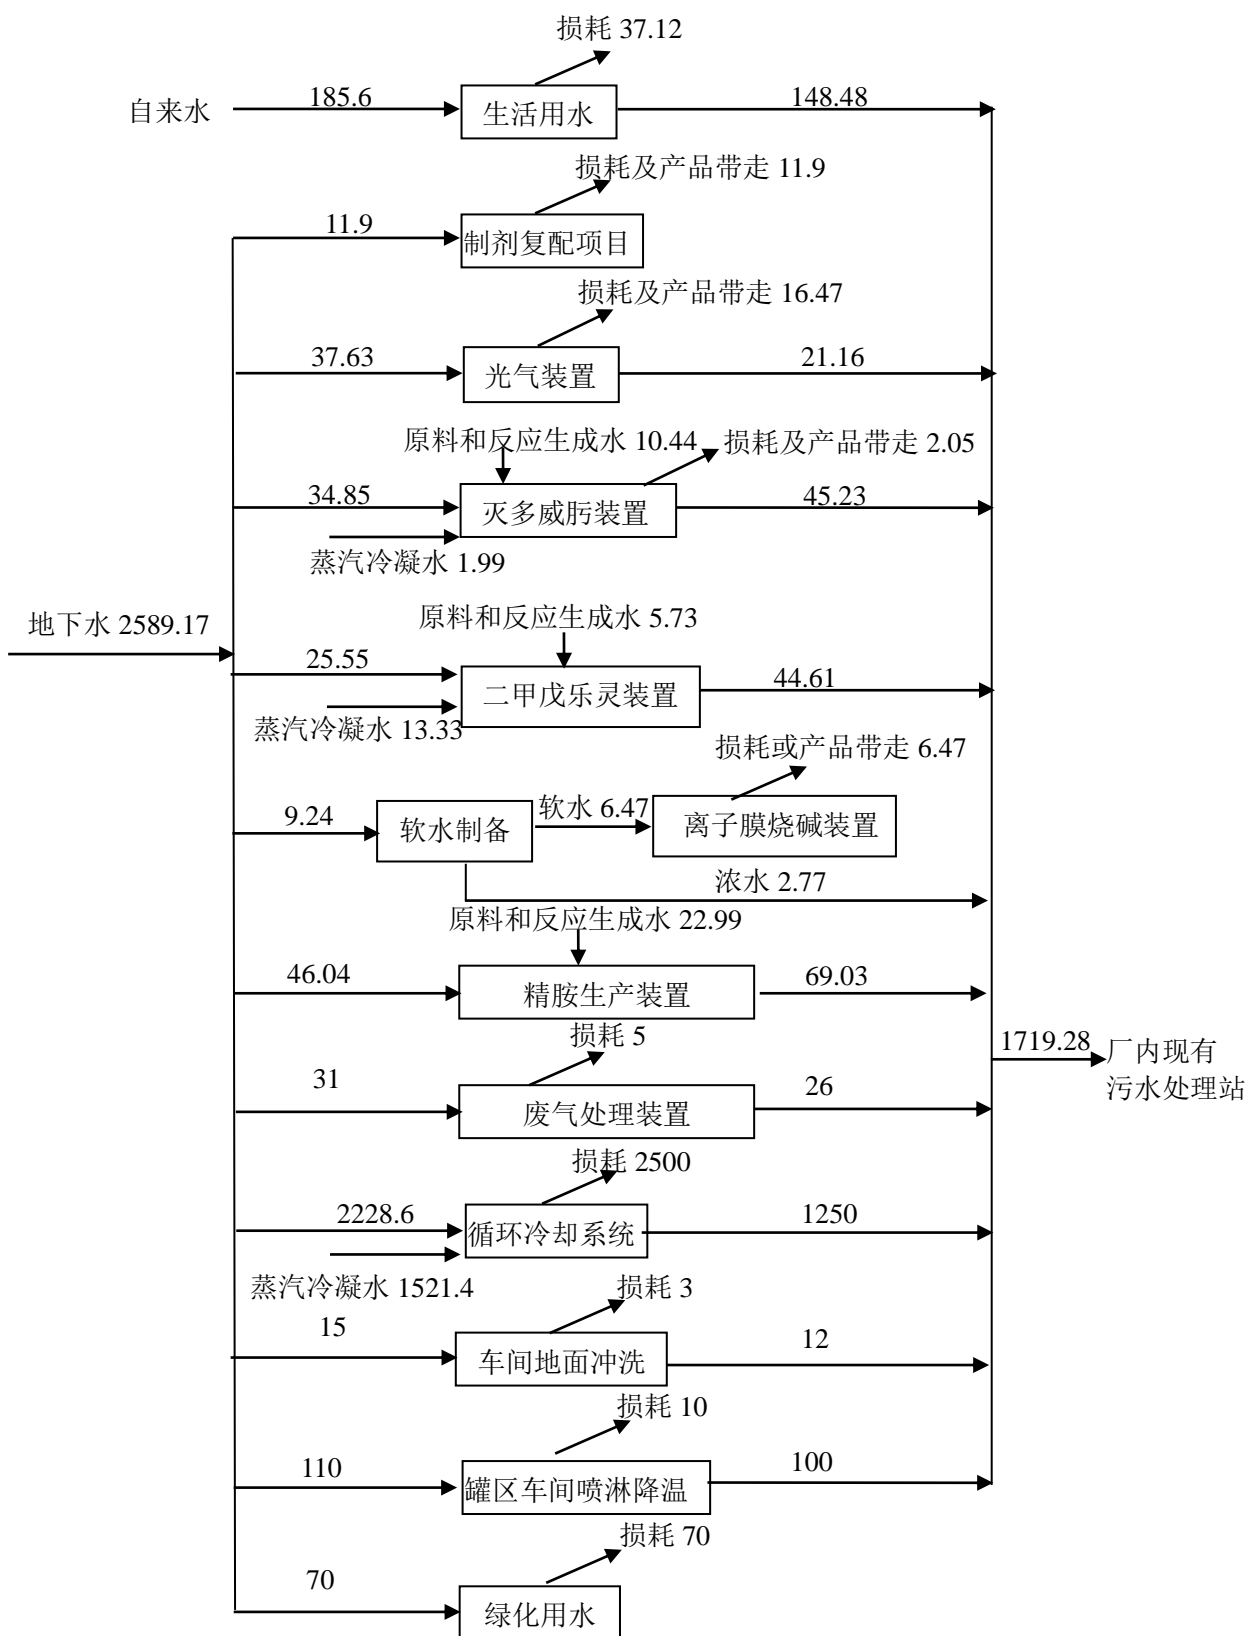 损耗 37.12
自来水
185.6
生活用水
148.48
损耗及产品带走 11.9
11.9
制剂复配项目
损耗及产品带走 16.47
37.63
光气装置
21.16
原料和反应生成水 10.44
损耗及产品带走 2.05
34.85
灭多威肟装置
45.23
蒸汽冷凝水 1.99
地下水 2589.17
原料和反应生成水 5.73
25.55
二甲戊乐灵装置
44.61
蒸汽冷凝水 13.33
损耗或产品带走 6.47
9.24
软水制备
软水 6.47
离子膜烧碱装置
浓水 2.77
原料和反应生成水 22.99
46.04
精胺生产装置
69.03
损耗 5
1719.28
厂内现有
污水处理站
31
废气处理装置
26
损耗 2500
2228.6
循环冷却系统
1250
蒸汽冷凝水 1521.4
损耗 3
15
车间地面冲洗
12
损耗 10
110
罐区车间喷淋降温
100
损耗 70
70
绿化用水